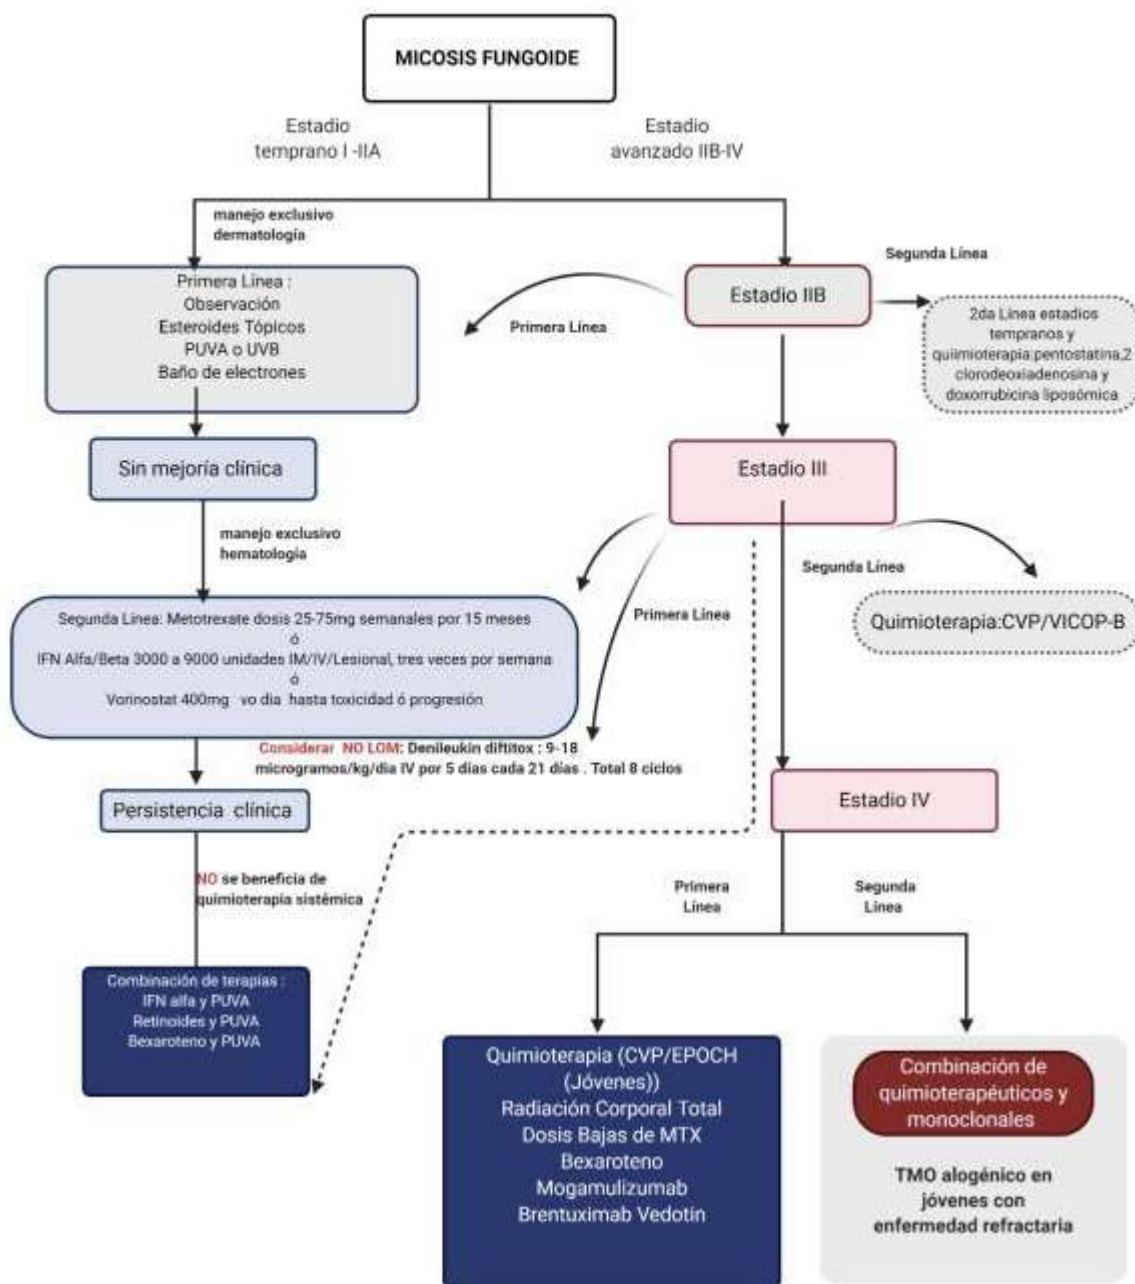 MICOSIS FUNGOIDE
Estadio
temprano I -IIA
Estadio
avanzado IIB-IV
manejo exclusivo
dermatología
Primera Línea :
Observación
Esteroides Tópicos
PUVA o UVB
Baño de electrones
Primera Línea
Estadio IIB
Segunda Línea
2da Línea estadios
tempranos y
quiimioterapia:pentostatina,2
clorodeoxiadenosina y
doxorrubicina liposómica
Sin mejoría clínica
Estadio III
manejo exclusivo
hematología
Primera Línea
Segunda Línea
Quimioterapia:CVP/VICOP-B
Segunda Línea: Metotrexate dosis 25-75mg semanales por 15 meses
ó
IFN Alfa/Beta 3000 a 9000 unidades IM/IV/Lesional, tres veces por semana
ó
Vorinostat 400mg vo dia hasta toxicidad ó progresión
Considerar NO LOM: Denileukin diftitox : 9-18
microgramos/kg/dia IV por 5 dias cada 21 días . Total 8 ciclos
Persistencia clínica
Estadio IV
NO se beneficia de
quimioterapia sistémica
Primera
Línea
Segunda
Línea
Combinación de terapias :
IFN alfa y PUVA
Retinoides y PUVA
Bexaroteno y PUVA
Quimioterapia (CVP/EPOCH
(Jóvenes))
Radiación Corporal Total
Dosis Bajas de MTX
Bexaroteno
Mogamulizumab
Brentuximab Vedotin
Combinación de
quimioterapéuticos y
monoclonales
TMO alogénico en
jóvenes con
enfermedad refractaria